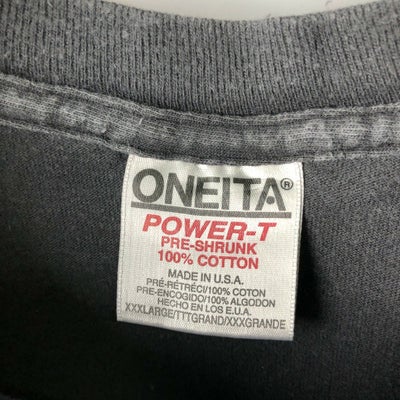 ONEITA®
POWER-T
PRE-SHRUNK
100% COTTON
MADE IN U.S.A.
PRÉ-RÉTRÉCI/100% COTON
PRE-ENCOGIDO/100% ALGODON
HECHO EN LOS E.U.A.
XXXLARGE/TTTGRAND/XXXGRANDE